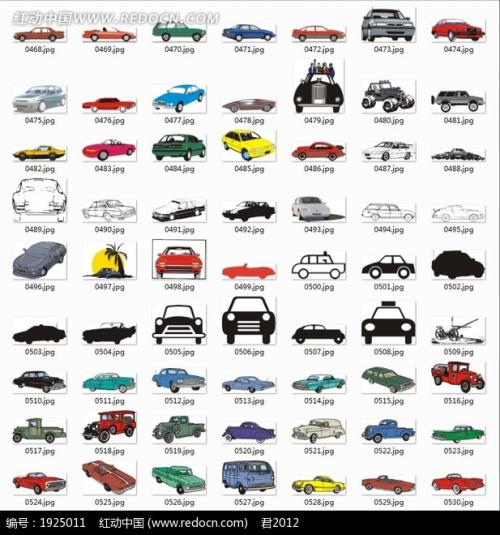 红动中国 WWW.REDOCN.COM
0468.jpg 0469.jpg 0470.jpg 0471.jpg 0472.jpg 0473.jpg 0474.jpg
0475.jpg 0476.jpg 0477.jpg 0478.jpg 0479.jpg 0480.jpg 0481.jpg
0482.jpg 0483.jpg 0484.jpg 0485.jpg 0486.jpg 0487.jpg 0488.jpg
0489.jpg 0490.jpg 0491.jpg 0492.jpg 0493.jpg 0494.jpg 0495.jpg
0496.jpg 0497.jpg 0498.jpg 0499.jpg 0500.jpg 0501.jpg 0502.jpg
0503.jpg 0504.jpg 0505.jpg 0506.jpg 0507.jpg 0508.jpg 0509.jpg
0510.jpg 0511.jpg 0512.jpg 0513.jpg 0514.jpg 0515.jpg 0516.jpg
0517.jpg 0518.jpg 0519.jpg 0520.jpg 0521.jpg 0522.jpg 0523.jpg
0524.jpg 0525.jpg 0526.jpg 0527.jpg 0528.jpg 0529.jpg 0530.jpg
编号：1925011 红动中国 (www.redocn.com) 君2012